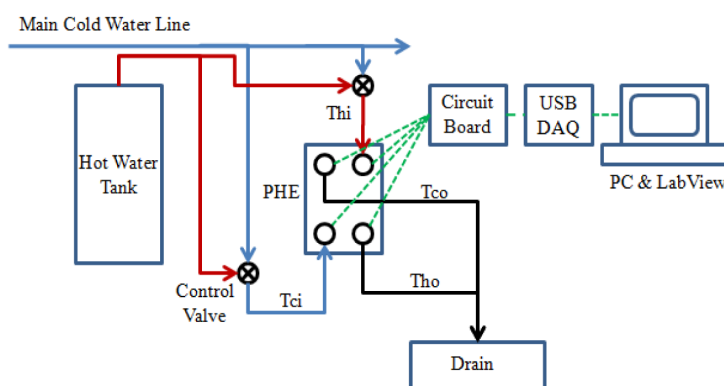 Main Cold Water Line
Thi
Circuit
Board
USB
DAQ
PC & LabView
Hot Water
Tank
PHE
Tco
Control
Valve
Tci
Tho
Drain